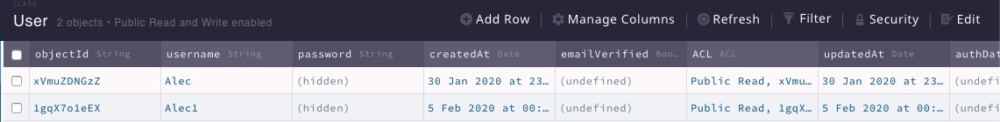 CLASS
User 2 objects • Public Read and Write enabled Add Row Manage Columns Refresh Filter Security Edit
objectId String username String password String createdAt Date emailVerified Boo… ACL ACL updatedAt Date authDat
xVmuZDNGzZ Alec (hidden) 30 Jan 2020 at 23… (undefined) Public Read, xVmu… 30 Jan 2020 at 23… (undefi
1gqX7o1eEX Alec1 (hidden) 5 Feb 2020 at 00:… (undefined) Public Read, 1gqX… 5 Feb 2020 at 00:… (undefi